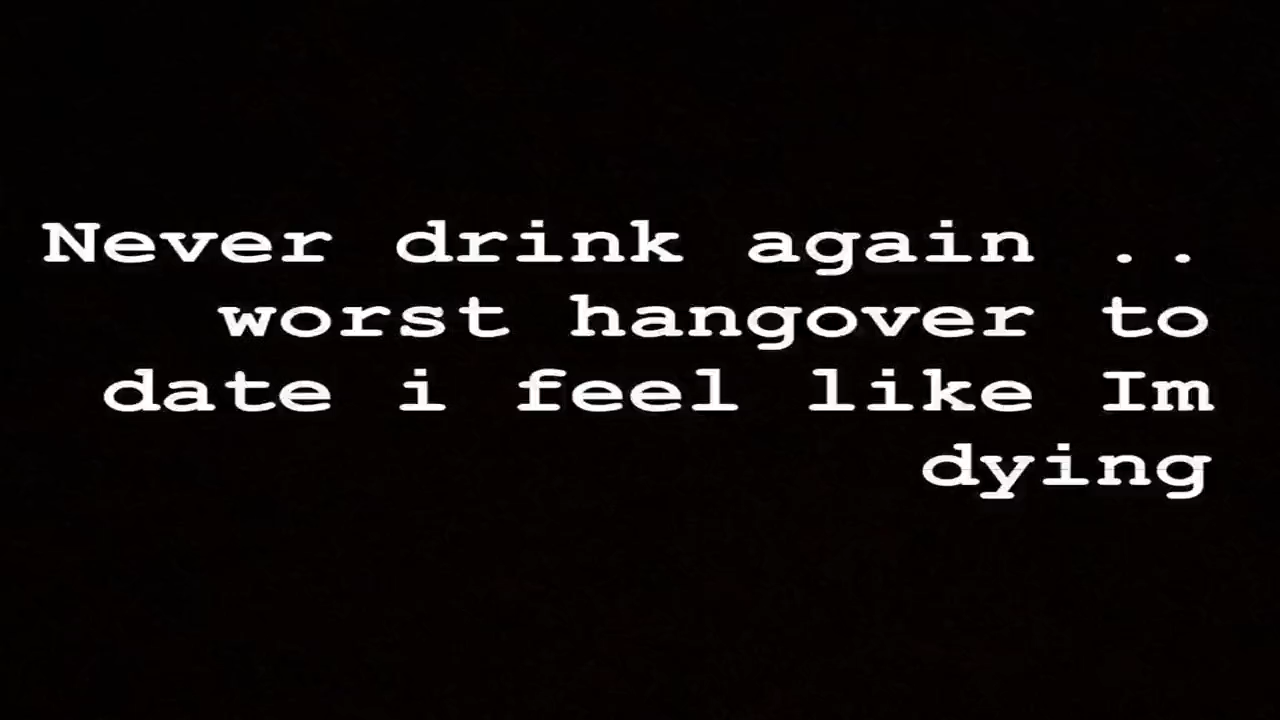 Never drink again ..
worst hangover to
date i feel like Im
dying